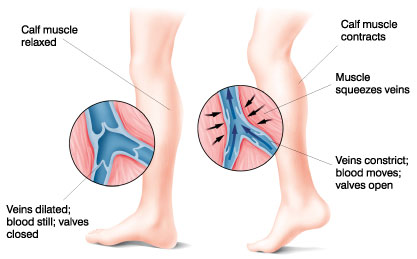 Calf muscle
relaxed
Veins dilated;
blood still; valves
closed
Calf muscle
contracts
Muscle
squeezes veins
Veins constrict;
blood moves;
valves open